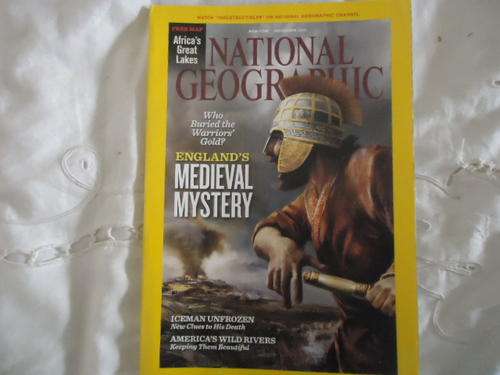 FREE MAP
Africa's
Great
Lakes
NATIONAL
GEOGRAPHIC
Who
Buried the
Warriors'
Gold?
ENGLAND'S
MEDIEVAL
MYSTERY
ICEMAN UNFROZEN
New Clues to His Death
AMERICA'S WILD RIVERS
Keeping Them Beautiful